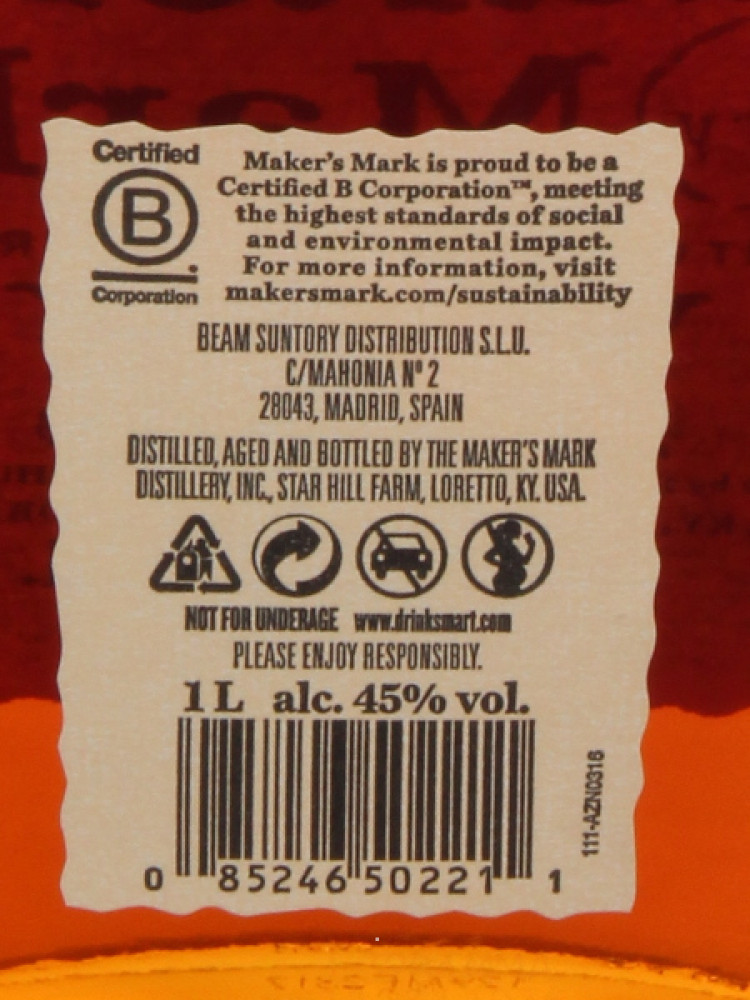 Certified
B
Corporation
Maker's Mark is proud to be a
Certified B Corporation™, meeting
the highest standards of social
and environmental impact.
For more information, visit
makersmark.com/sustainability
BEAM SUNTORY DISTRIBUTION S.L.U.
C/MAHONIA Nº 2
28043, MADRID, SPAIN
DISTILLED, AGED AND BOTTLED BY THE MAKER'S MARK
DISTILLERY, INC., STAR HILL FARM, LORETTO, KY. USA.
NOT FOR UNDERAGE www.drinksmart.com
PLEASE ENJOY RESPONSIBLY.
1 L alc. 45% vol.
0 85246 50221 1
111-AZN0316